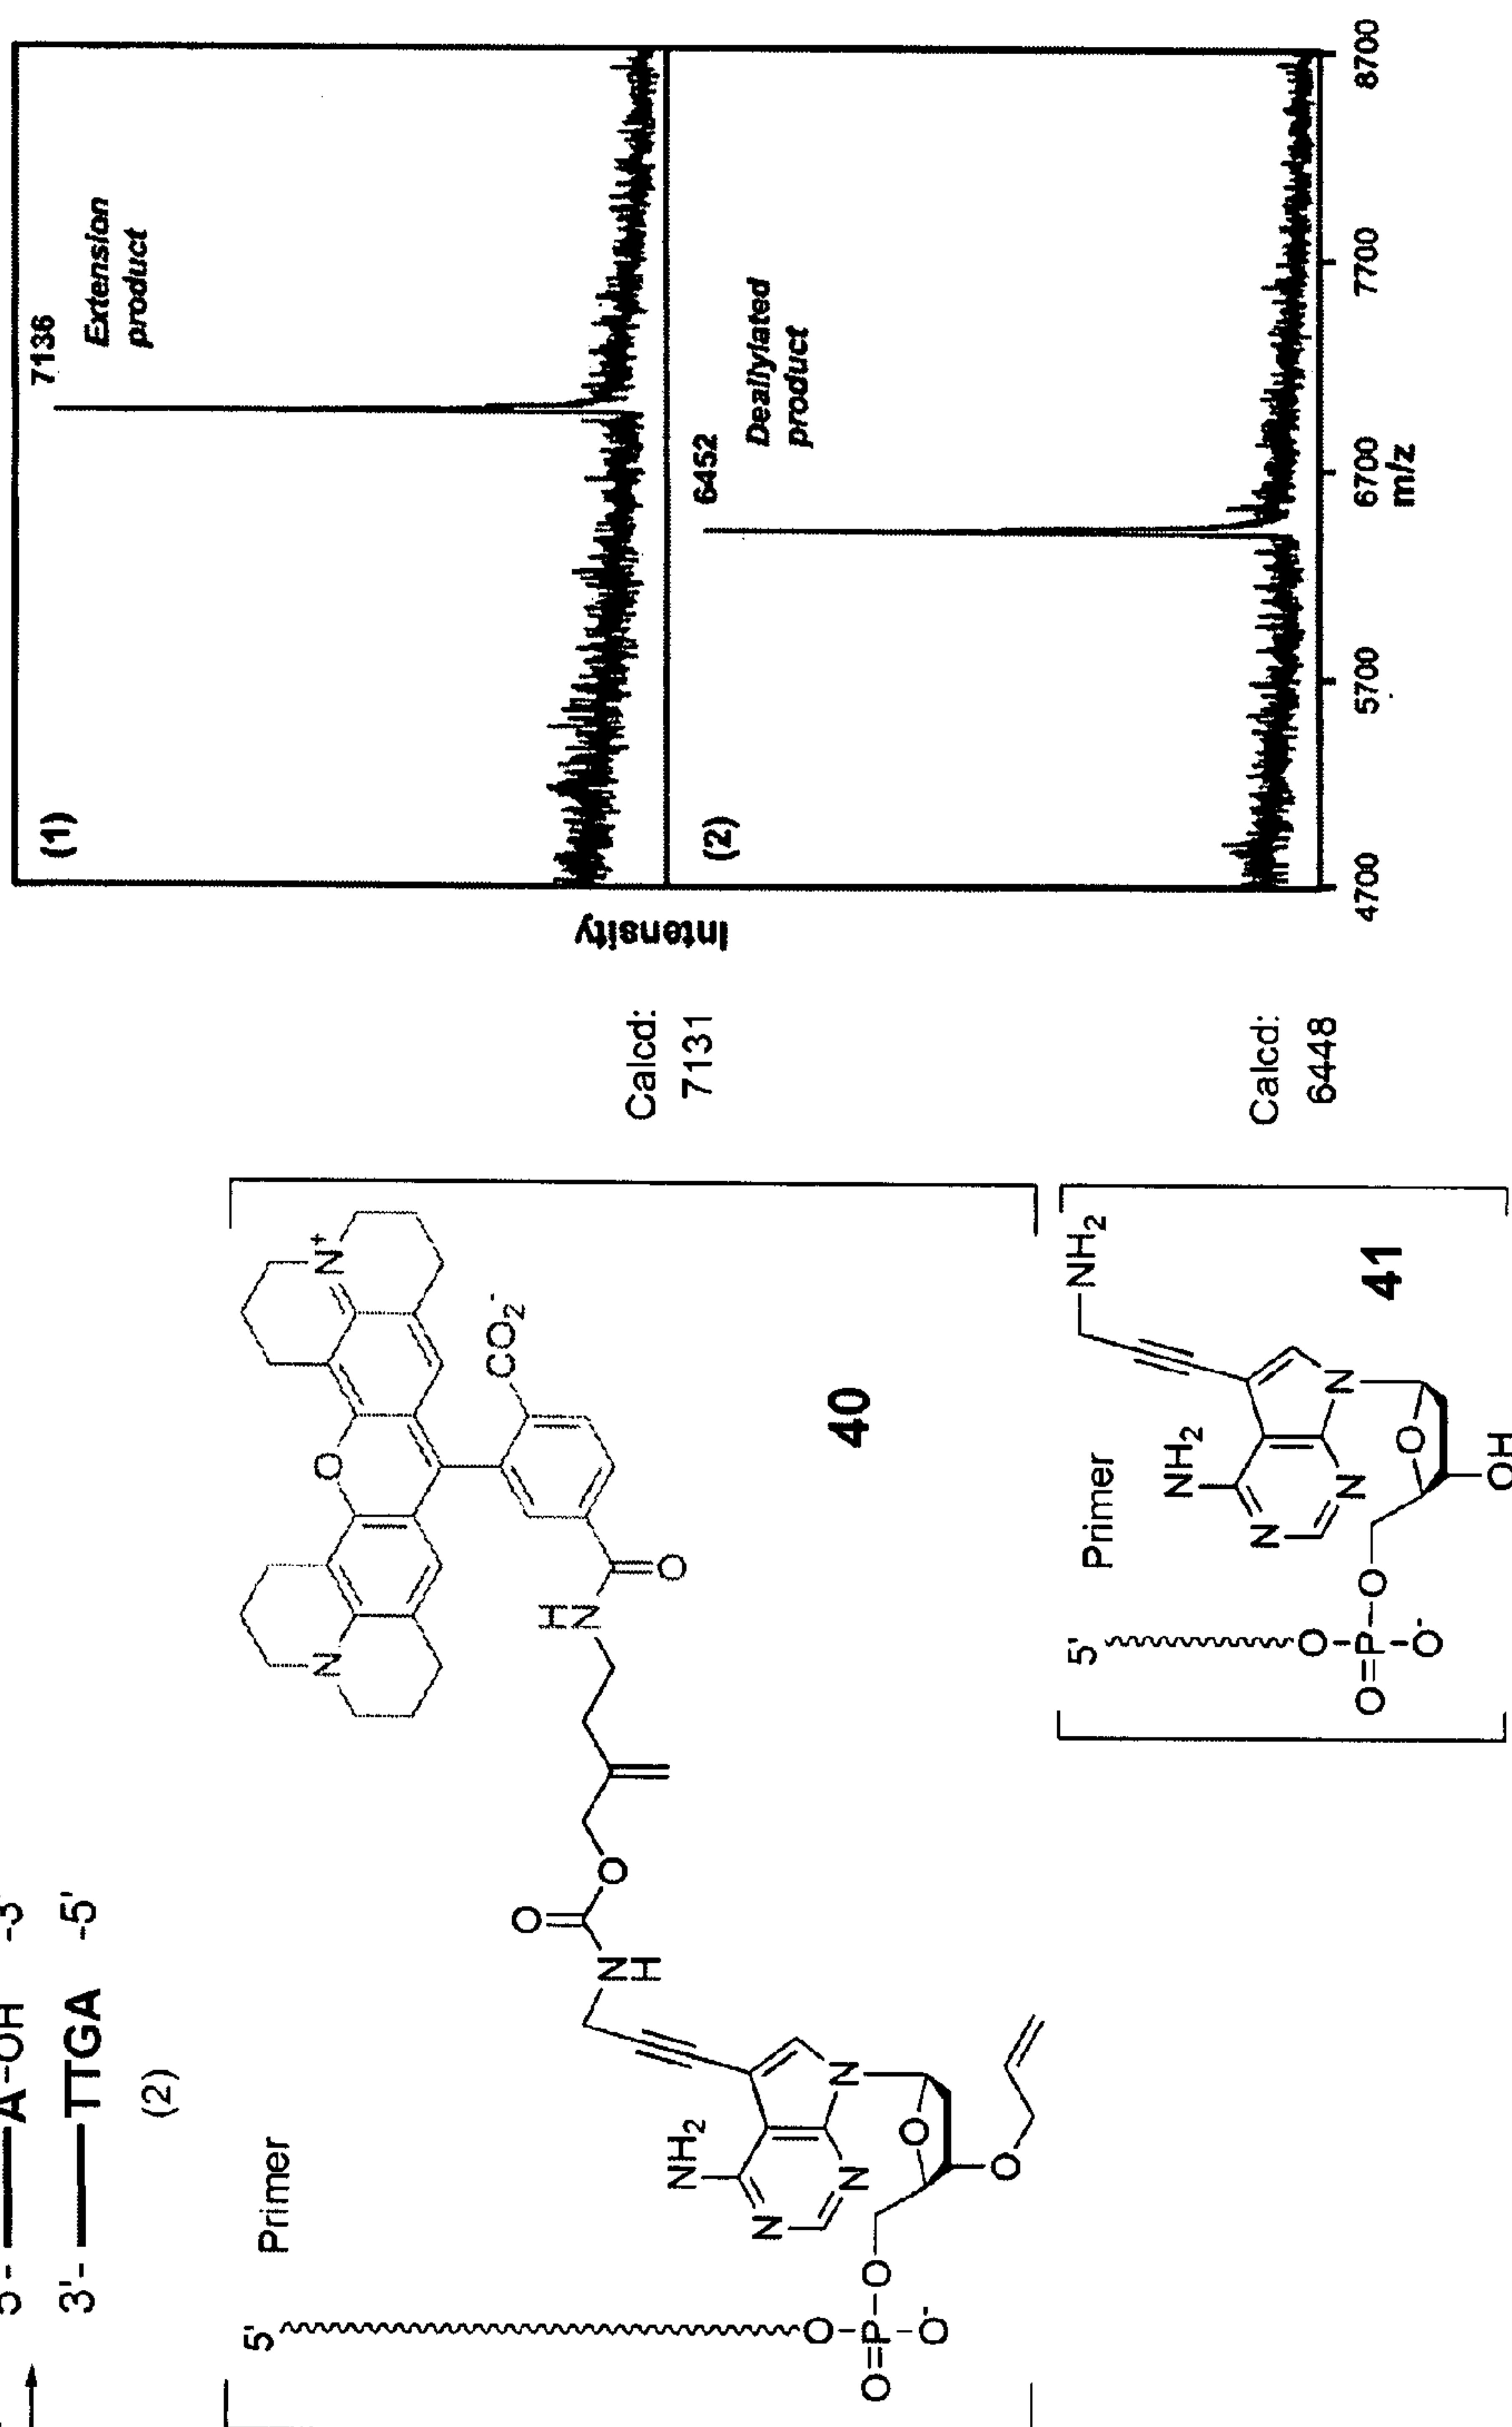 5'-
A-OH -3'
3'-
TTGA -5'
(2)
5'
Primer
O
O=P-O
O-
NH2
N
N
N
N
O
O
NH
O
O
HN
O
N
O
N+
CO2-
40
Calcd:
7131
5'
Primer
O
O=P-O
O-
NH2
N
N
N
N
O
OH
NH2
41
Calcd:
6448
Intensity
(1)
7136
Extension
product
(2)
6452
Deallylated
product
4700
5700
6700
7700
8700
m/z